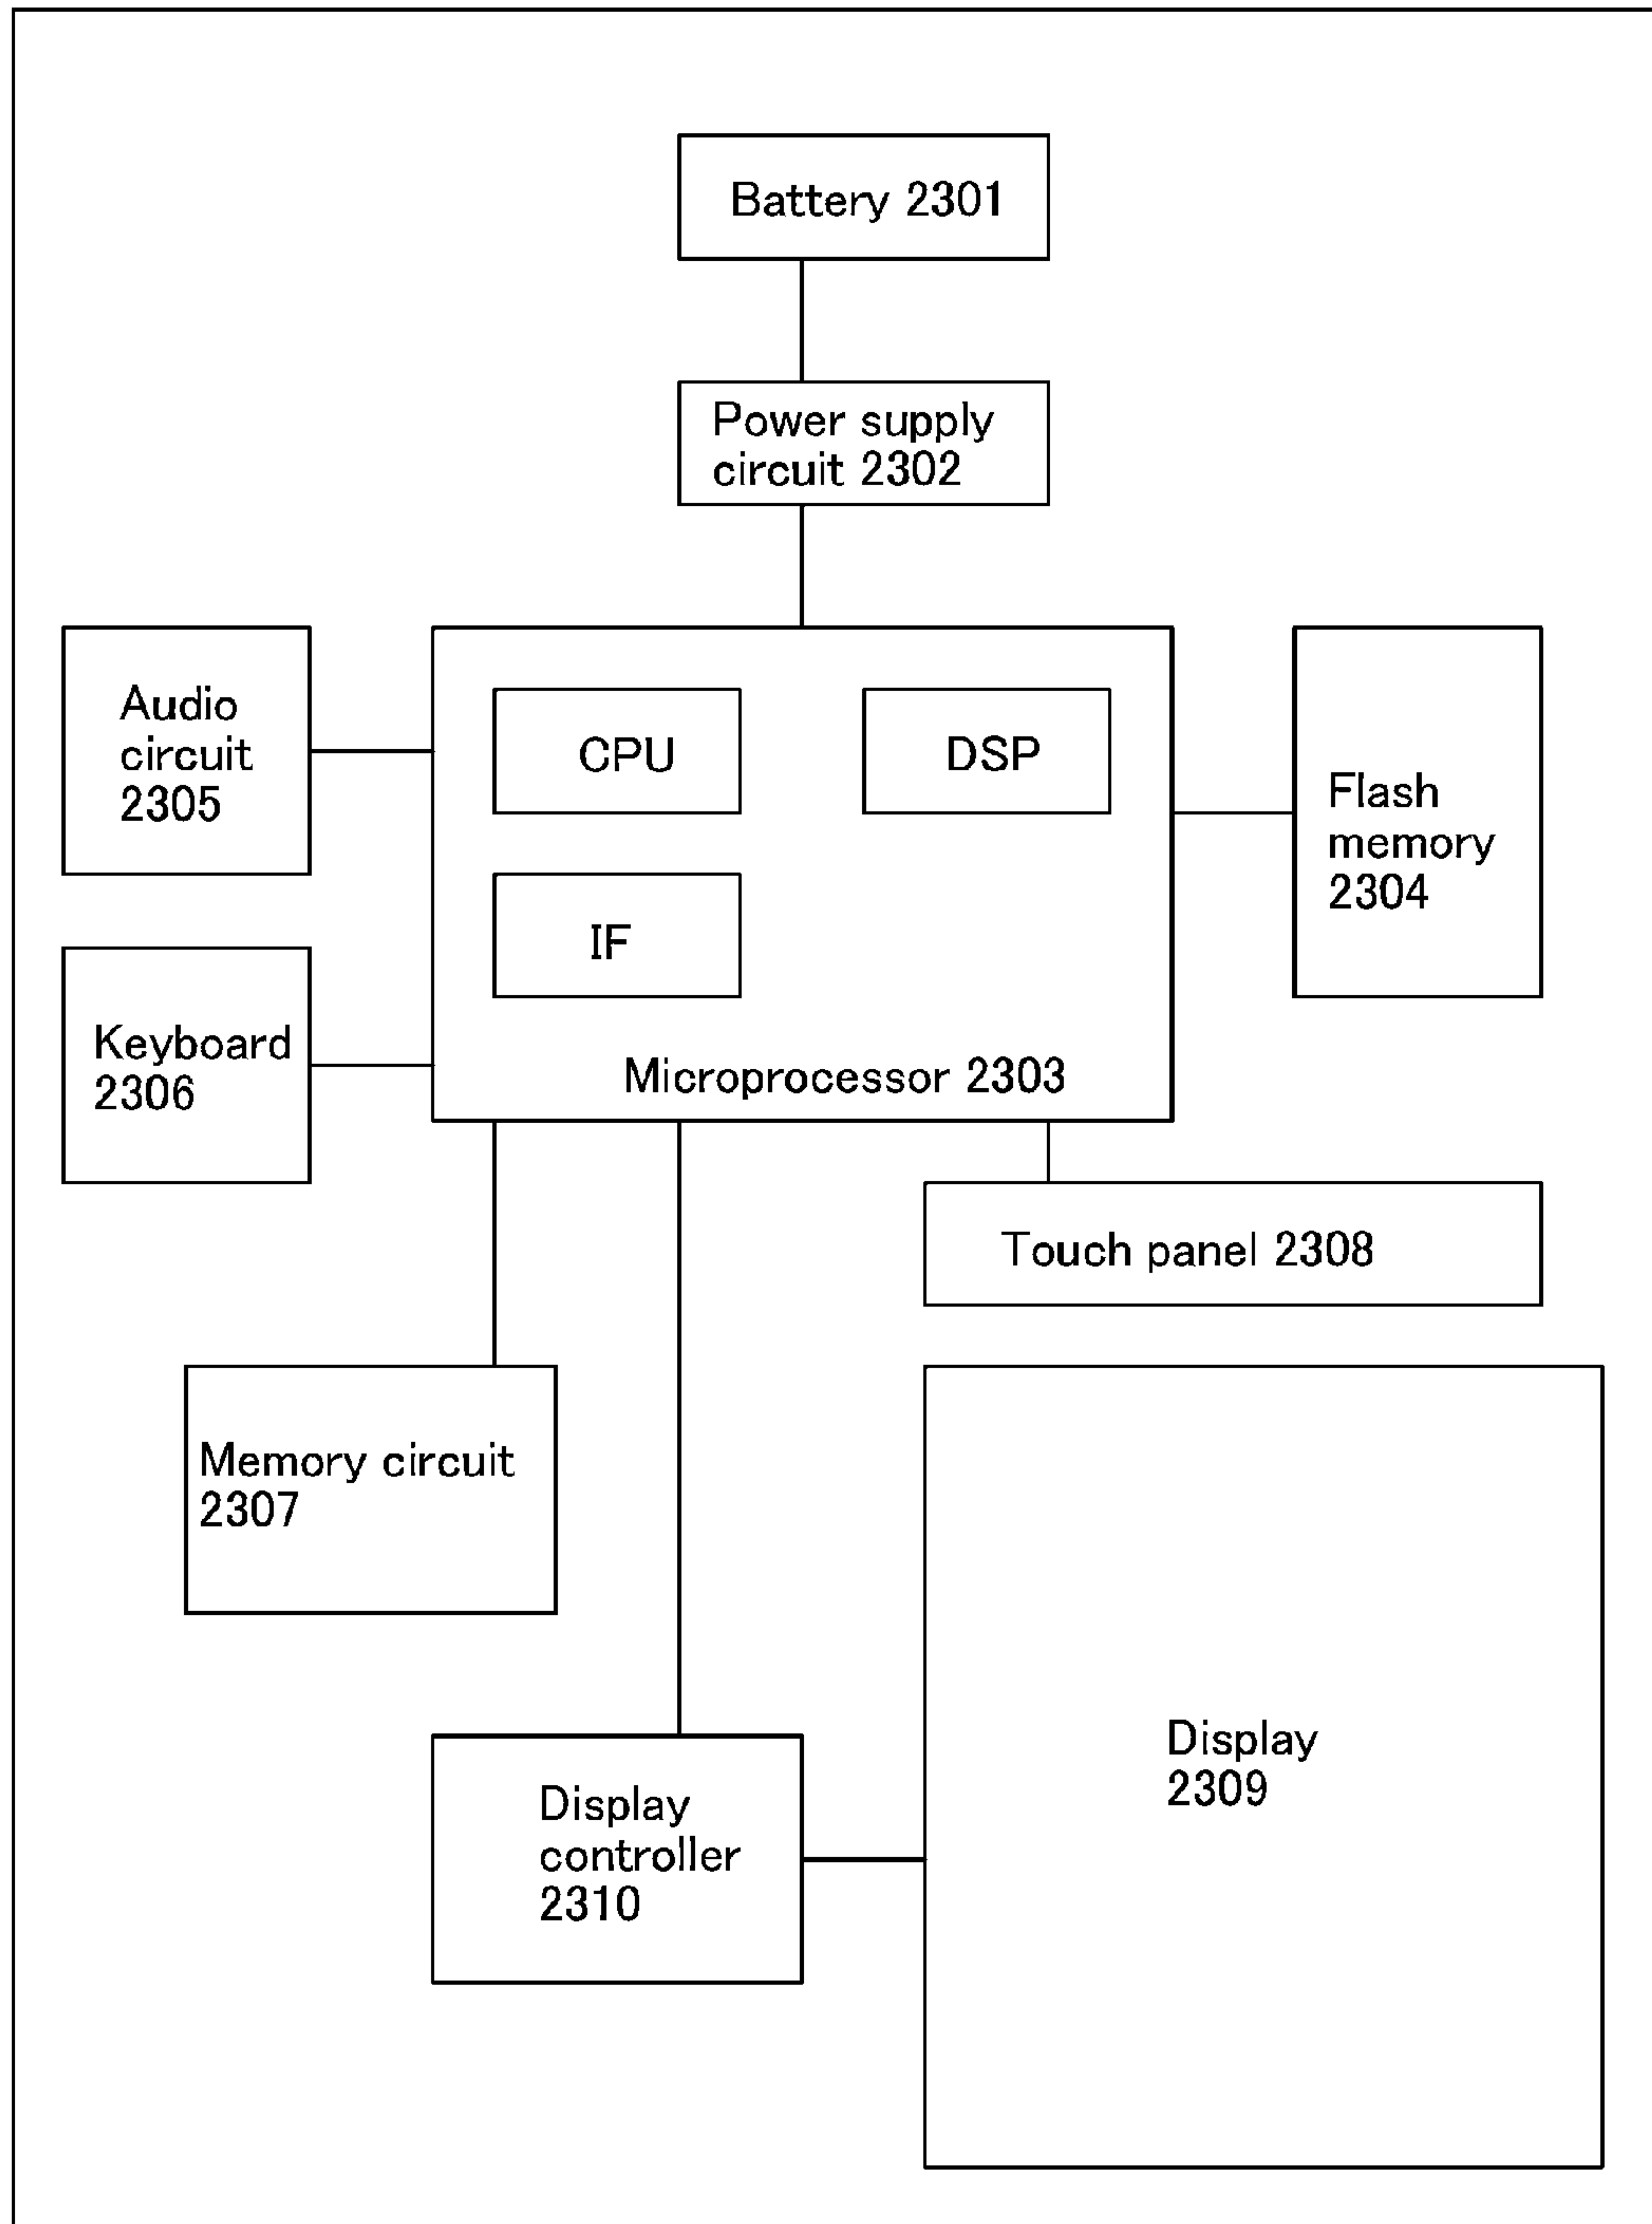 Battery 2301
Power supply
circuit 2302
Audio
circuit
2305
CPU
DSP
Flash
memory
2304
IF
Keyboard
2306
Microprocessor 2303
Touch panel 2308
Memory circuit
2307
Display
2309
Display
controller
2310